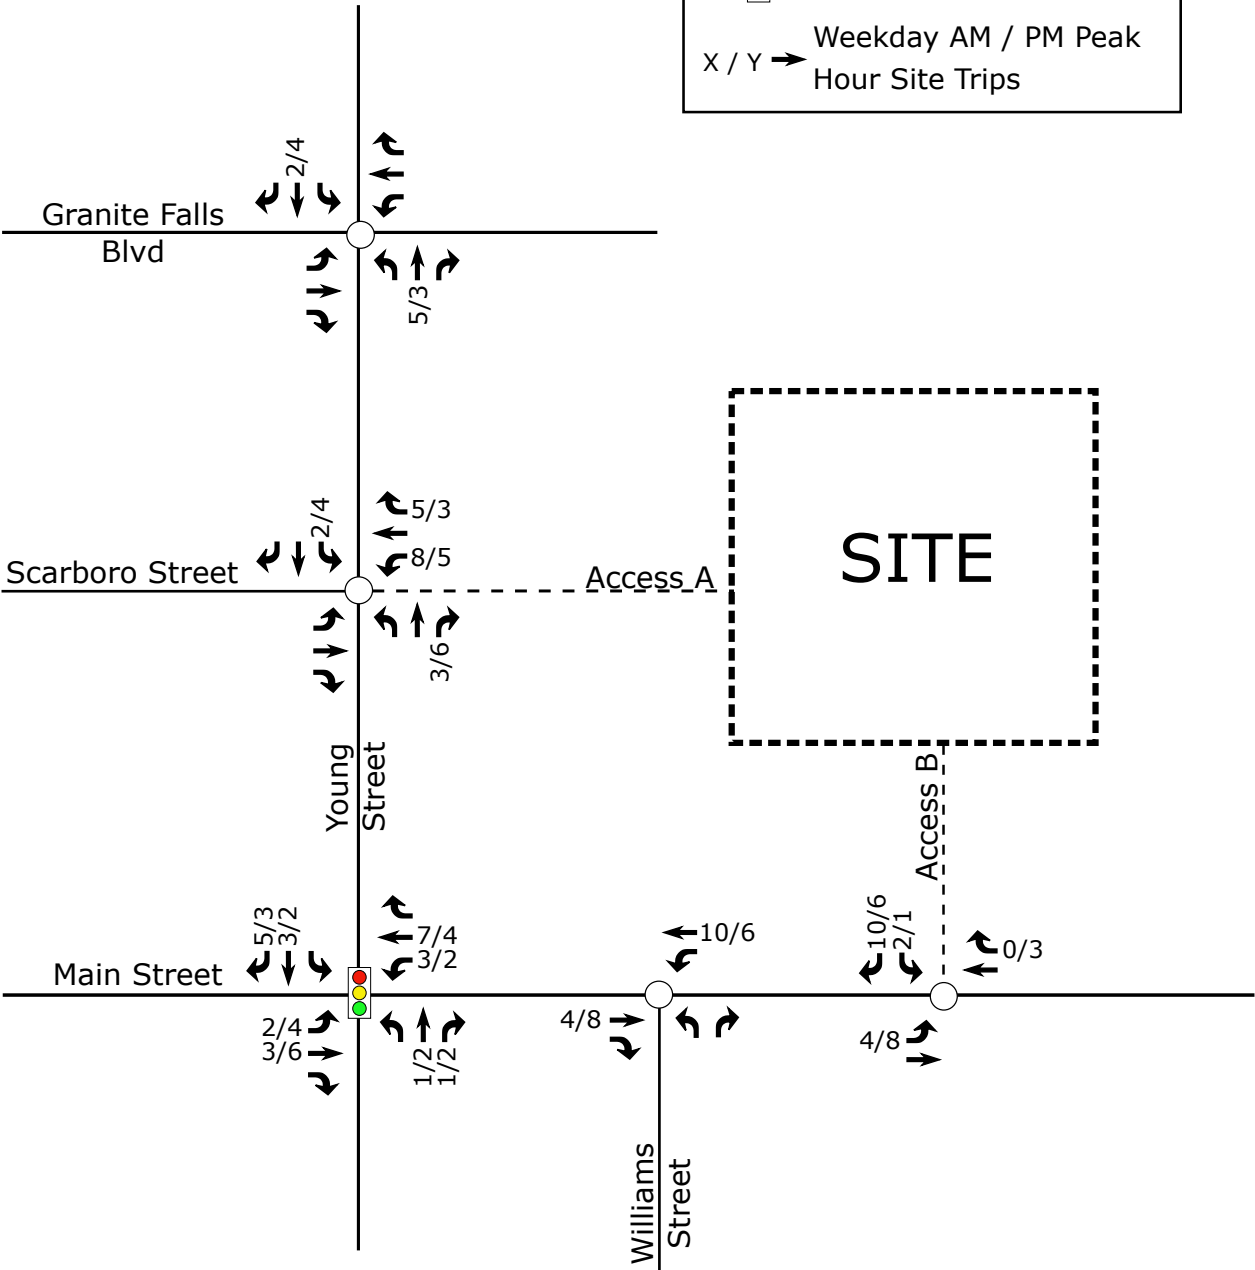 Weekday AM / PM Peak
X / Y
Hour Site Trips
2/4
Granite Falls
Blvd
5/3
2/4
5/3
8/5
Scarboro Street
Access A
SITE
3/6
Young
Street
Access B
5/3
3/2
7/4
3/2
10/6
10/6
2/1
0/3
Main Street
2/4
3/6
4/8
4/8
1/2
1/2
Williams
Street